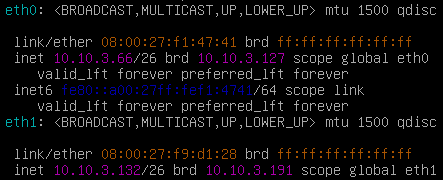 eth0: <BROADCAST,MULTICAST,UP,LOWER_UP> mtu 1500 qdisc
link/ether 08:00:27:f1:47:41 brd ff:ff:ff:ff:ff:ff
inet 10.10.3.66/26 brd 10.10.3.127 scope global eth0
valid_lft forever preferred_lft forever
inet6 fe80::a00:27ff:fef1:4741/64 scope link
valid_lft forever preferred_lft forever
eth1: <BROADCAST,MULTICAST,UP,LOWER_UP> mtu 1500 qdisc
link/ether 08:00:27:f9:d1:28 brd ff:ff:ff:ff:ff:ff
inet 10.10.3.132/26 brd 10.10.3.191 scope global eth1